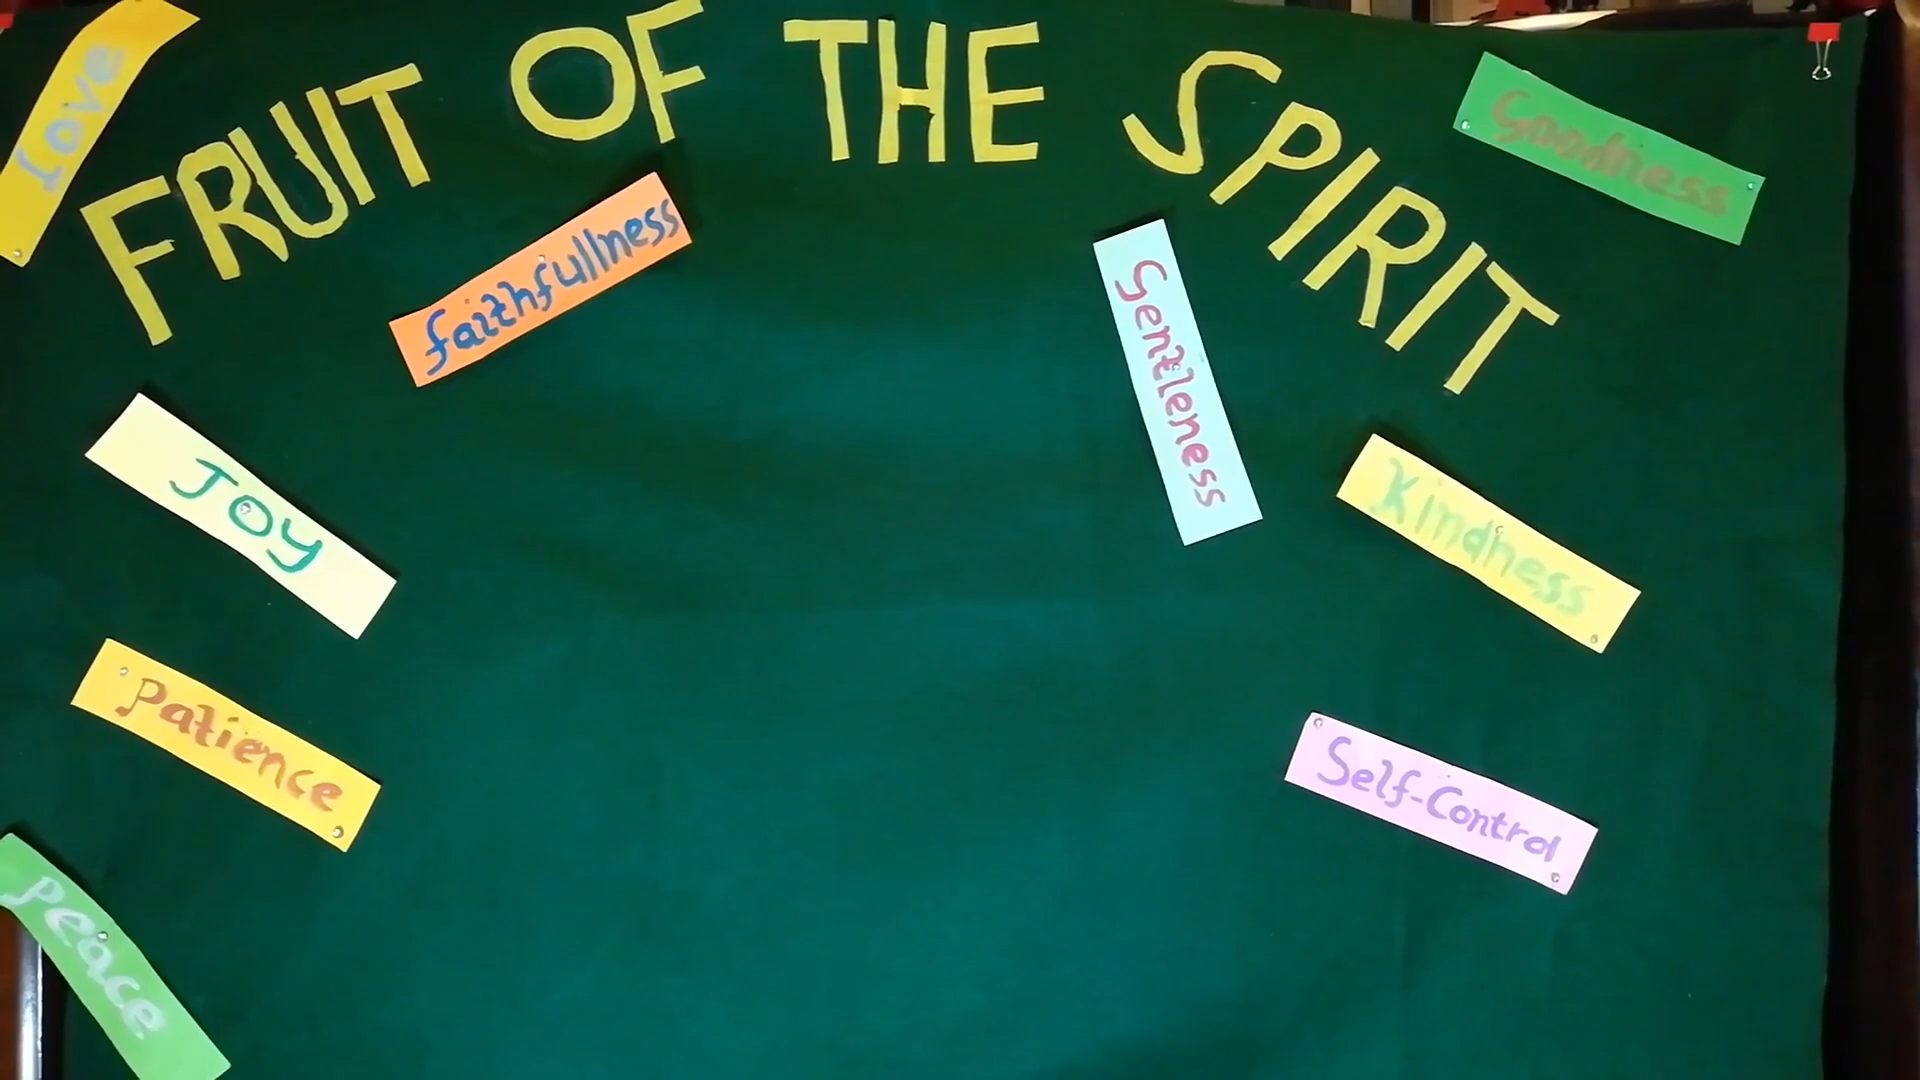 FRUIT OF THE SPIRIT
Love
Goodness
faithfullness
Gentleness
Joy
Kindness
Patience
Self-Control
Peace